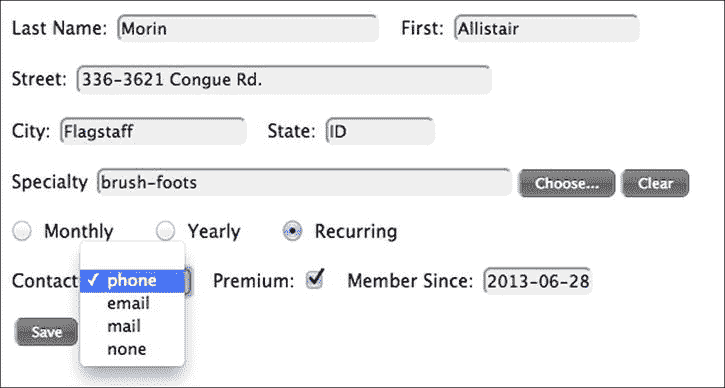 Last Name: Morin First: Allistair
Street: 336-3621 Congue Rd.
City: Flagstaff State: ID
Specialty brush-foots Choose... Clear
Monthly Yearly Recurring
Contact ✓ phone Premium: ✓ Member Since: 2013-06-28
email
Save mail
none